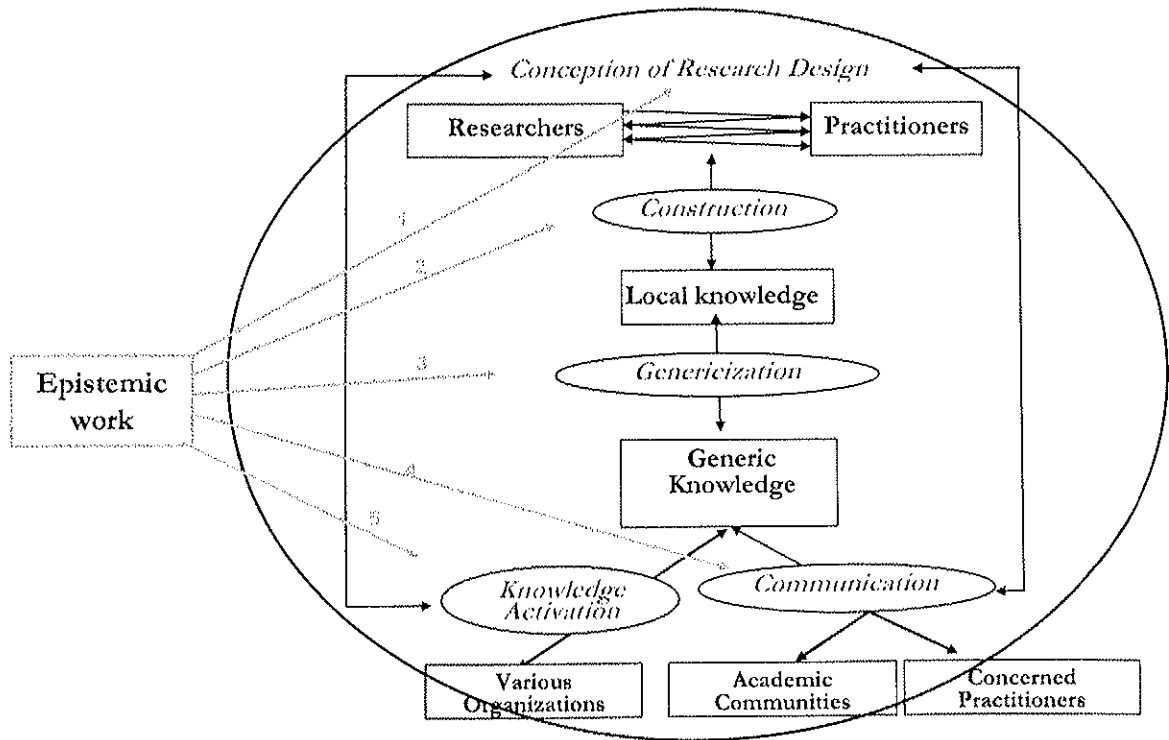 Conception of Research Design
Researchers
Practitioners
1
Construction
2
Local knowledge
Epistemic
work
3
Genericization
4
Generic
Knowledge
5
Knowledge
Activation
Communication
Various
Organizations
Academic
Communities
Concerned
Practitioners